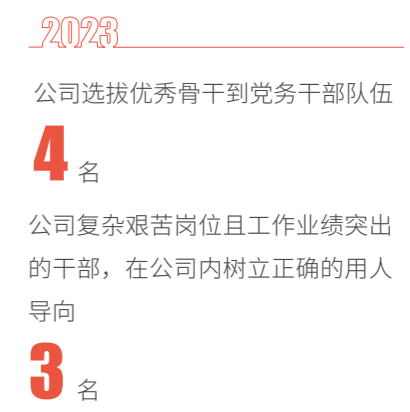 2023
公司选拔优秀骨干到党务干部队伍
4 名
公司复杂艰苦岗位且工作业绩突出
的干部，在公司内树立正确的用人
导向
3 名